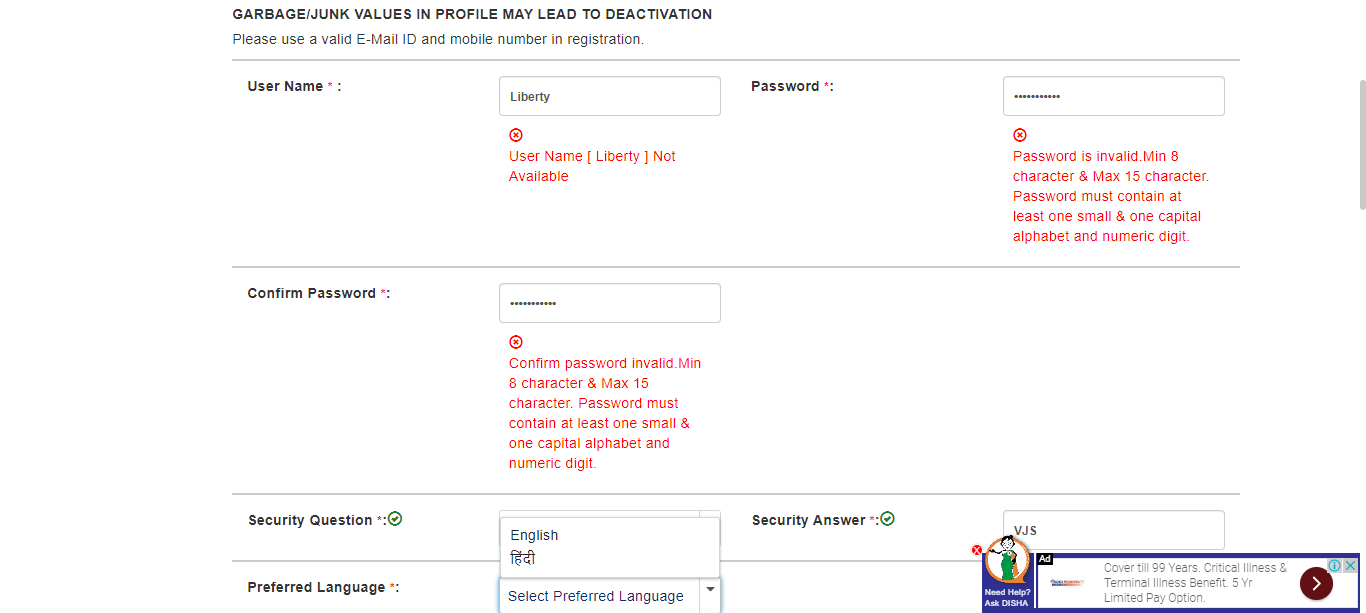 GARBAGE/JUNK VALUES IN PROFILE MAY LEAD TO DEACTIVATION
Please use a valid E-Mail ID and mobile number in registration.
User Name * :
Liberty
User Name [ Liberty ] Not
Available
Password *:
•••••••••••
Password is invalid.Min 8
character & Max 15 character.
Password must contain at
least one small & one capital
alphabet and numeric digit.
Confirm Password *:
•••••••••••
Confirm password invalid.Min
8 character & Max 15
character. Password must
contain at least one small &
one capital alphabet and
numeric digit.
Security Question *:
Security Answer *:
VJS
English
हिंदी
Preferred Language *:
Select Preferred Language
Need Help?
Ask DISHA
Ad
Cover till 99 Years. Critical Illness &
Terminal Illness Benefit. 5 Yr
Limited Pay Option.